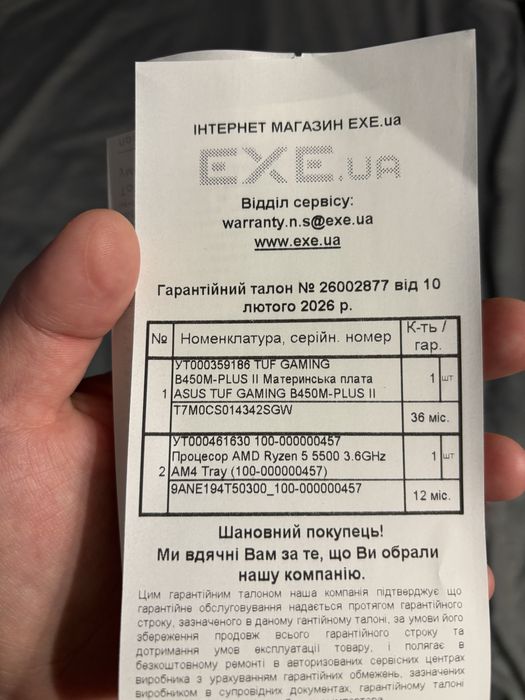 ІНТЕРНЕТ МАГАЗИН EXE.ua
EXE.UA
Відділ сервісу:
warranty.n.s@exe.ua
www.exe.ua
Гарантійний талон № 26002877 від 10
лютого 2026 р.
№ Номенклатура, серійн. номер К-ть / гар.
УТ000359186 TUF GAMING
B450M-PLUS II Материнська плата 1 шт
1 ASUS TUF GAMING B450M-PLUS II
T7M0CS014342SGW 36 міс.
УТ000461630 100-000000457
Процесор AMD Ryzen 5 5500 3.6GHz 1 шт
2 AM4 Tray (100-000000457)
9ANE194T50300_100-000000457 12 міс.
Шановний покупець!
Ми вдячні Вам за те, що Ви обрали
нашу компанію.
Цим гарантійним талоном наша компанія підтверджує що
гарантійне обслуговування надається протягом гарантійного
строку, зазначеного в даному гантійному талоні, за умови його
збереження продовж всього гарантійного строку та
дотримання умов експлуатації товару, і полягає в
безкоштовному ремонті в авторизованих сервісних центрах
виробника з урахуванням гарантійних обмежень, зазначених
виробником в супровідних документах, гарантійному талоні